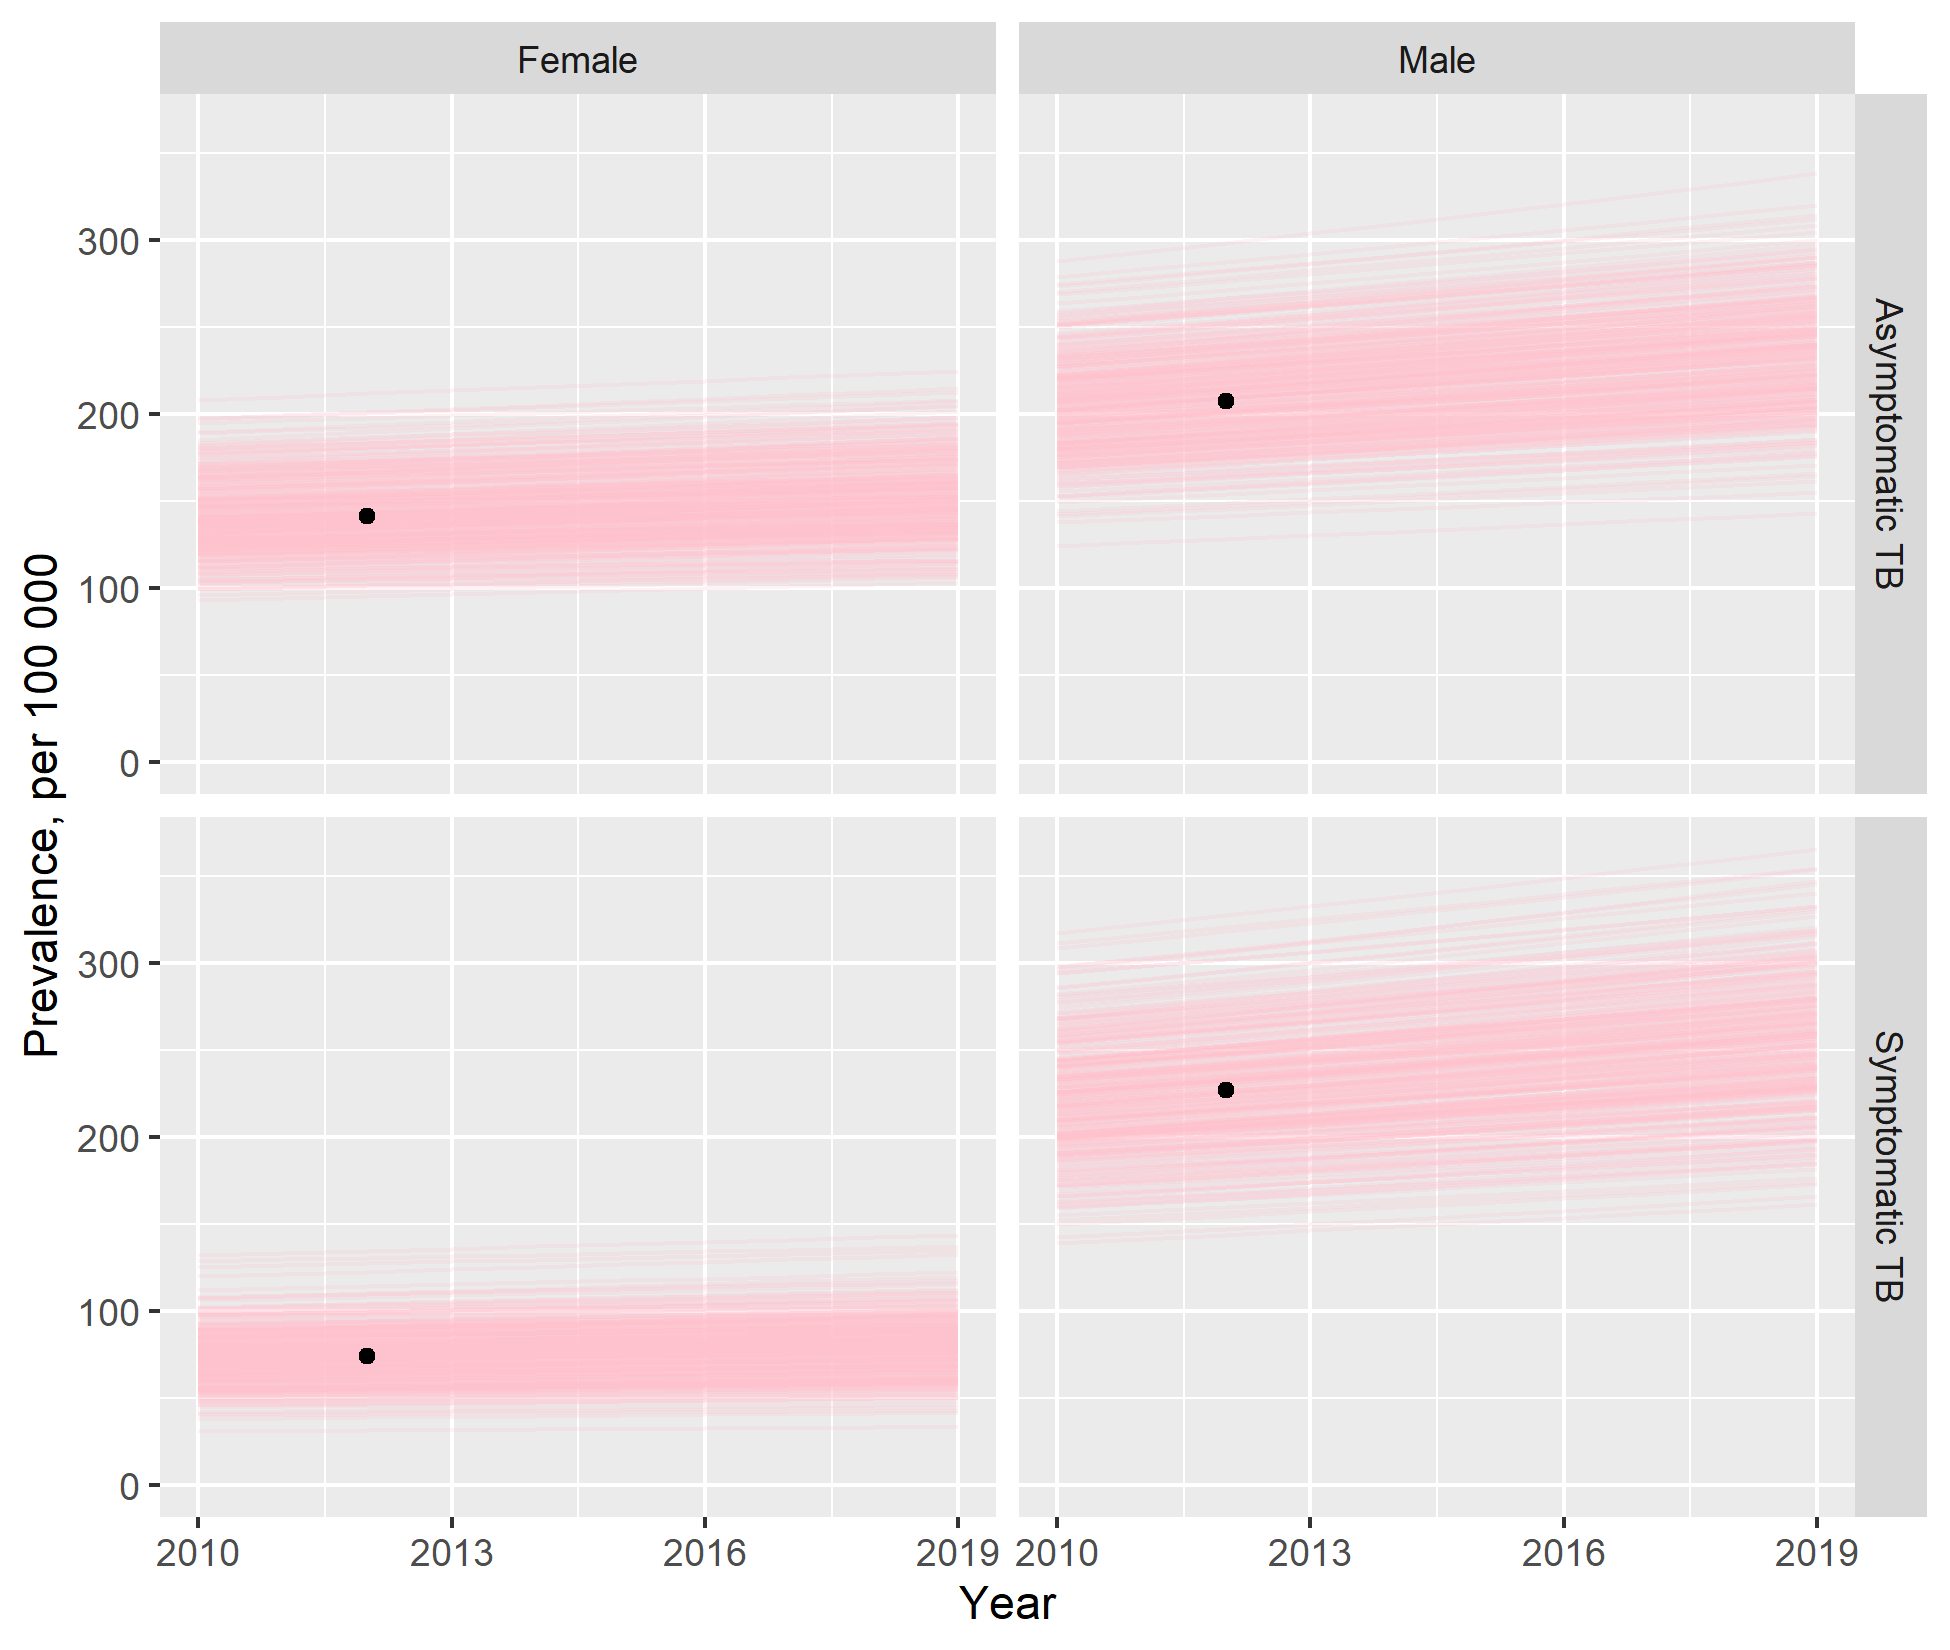 Female
Male
Prevalence, per 100 000
300
200
100
0
Asymptomatic TB
300
200
100
0
Symptomatic TB
2010 2013 2016 2019 2010 2013 2016 2019
Year